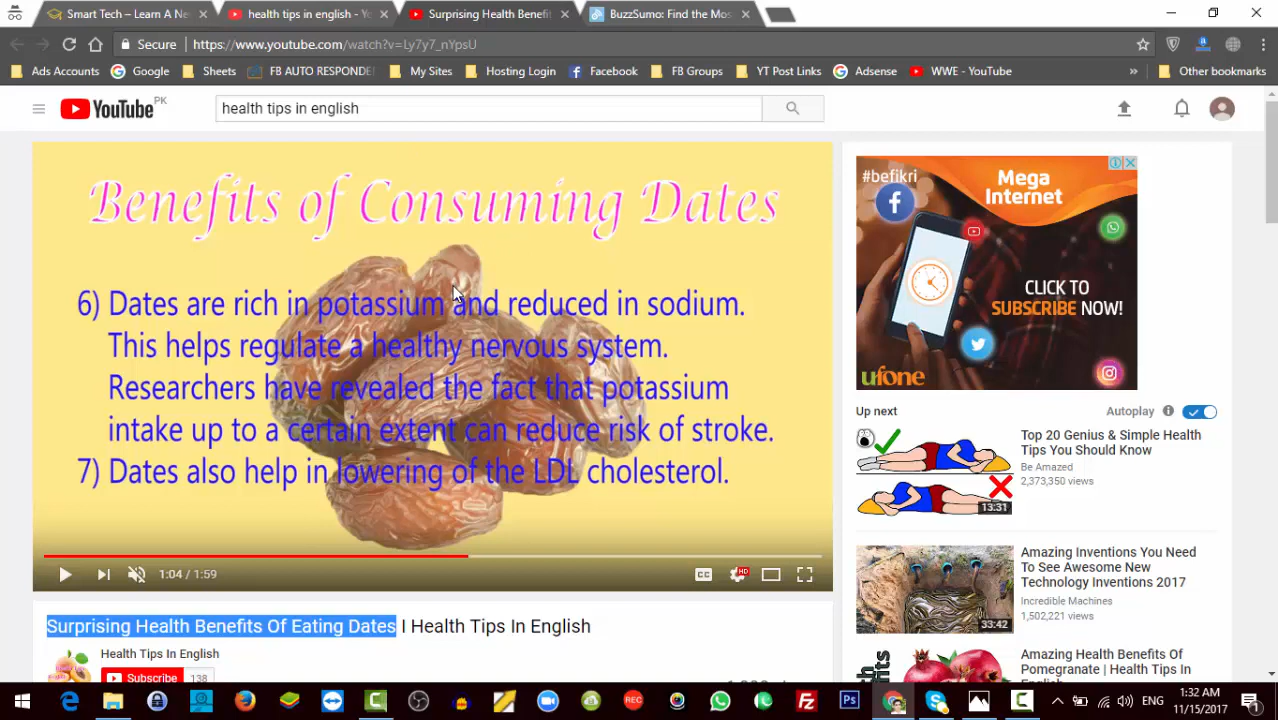 Smart Tech – Learn A Ne
health tips in english -
Surprising Health Benefi
BuzzSumo: Find the Mos
Secure
https://www.youtube.com/watch?v=Ly7y7_nYpsU
Ads Accounts
Google
Sheets
FB AUTO RESPONDE
My Sites
Hosting Login
Facebook
FB Groups
YT Post Links
Adsense
WWE - YouTube
»
Other bookmarks
YouTube PK
health tips in english
Benefits of Consuming Dates
6) Dates are rich in potassium and reduced in sodium.
This helps regulate a healthy nervous system.
Researchers have revealed the fact that potassium
intake up to a certain extent can reduce risk of stroke.
7) Dates also help in lowering of the LDL cholesterol.
1:04 / 1:59
CC
HD
Surprising Health Benefits Of Eating Dates I Health Tips In English
Health Tips In English
Subscribe 138
#befikri
Mega
Internet
CLICK TO
SUBSCRIBE NOW!
ufone
Up next
Autoplay
Top 20 Genius & Simple Health
Tips You Should Know
Be Amazed
2,373,350 views
13:31
Amazing Inventions You Need
To See Awesome New
Technology Inventions 2017
Incredible Machines
1,502,221 views
33:42
Amazing Health Benefits Of
Pomegranate | Health Tips In
REC
Ps
ENG
1:32 AM
11/15/2017